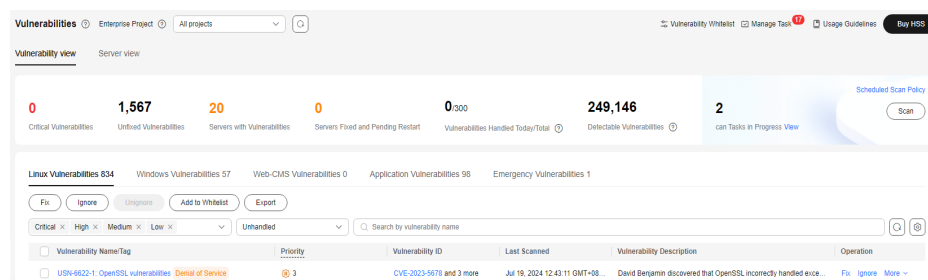 Vulnerabilities Enterprise Project All projects Vulnerability Whitelist Manage Task 17 Usage Guidelines Buy HSS
Vulnerability view Server view
Scheduled Scan Policy
0 1,567 20 0 0/300 249,146 2 Scan
Critical Vulnerabilities Unfixed Vulnerabilities Servers with Vulnerabilities Servers Fixed and Pending Restart Vulnerabilities Handled Today/Total Detectable Vulnerabilities can Tasks in Progress View
Linux Vulnerabilities 834 Windows Vulnerabilities 57 Web-CMS Vulnerabilities 0 Application Vulnerabilities 98 Emergency Vulnerabilities 1
Fix Ignore Unignore Add to Whitelist Export
Critical × High × Medium × Low × Unhandled Search by vulnerability name
Vulnerability Name/Tag Priority Vulnerability ID Last Scanned Vulnerability Description Operation
USN-6622-1: OpenSSL vulnerabilities Denial of Service 3 CVE-2023-5678 and 3 more Jul 19, 2024 12:43:11 GMT+08... David Benjamin discovered that OpenSSL incorrectly handled exce... Fix Ignore More